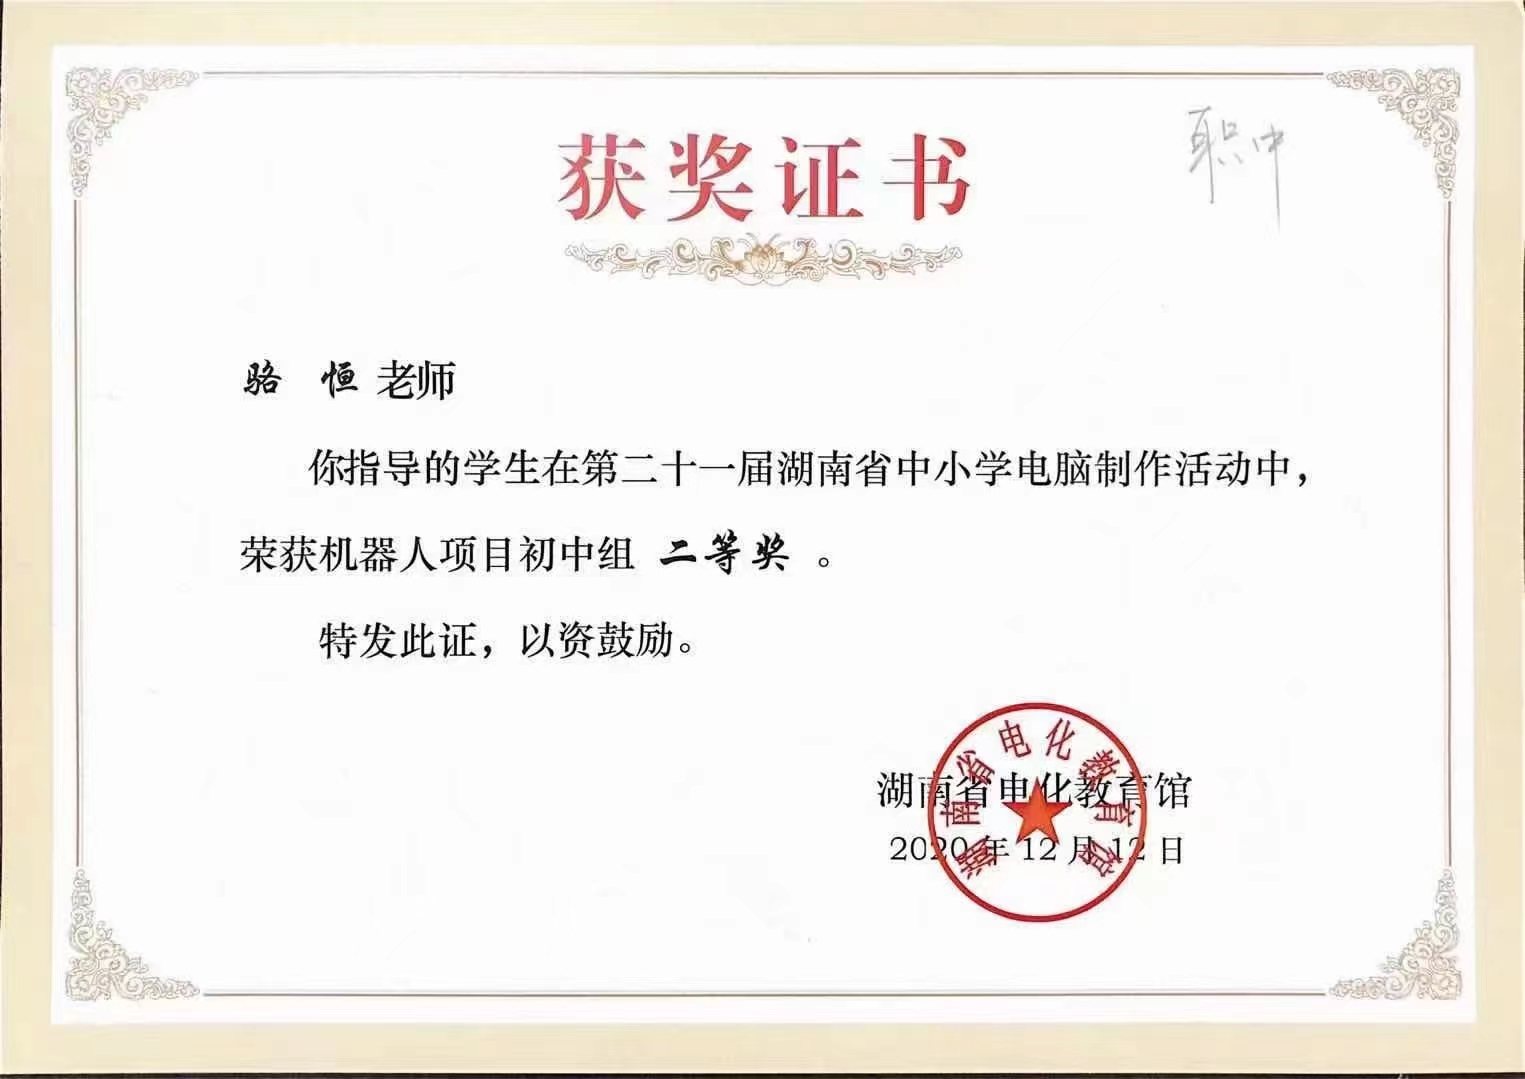 获奖证书
职中
骆 恒 老师
你指导的学生在第二十一届湖南省中小学电脑制作活动中，
荣获机器人项目初中组 二等奖 。
特发此证，以资鼓励。
湖南省电化教育馆
2020年12月12日
湖南省电化教育馆